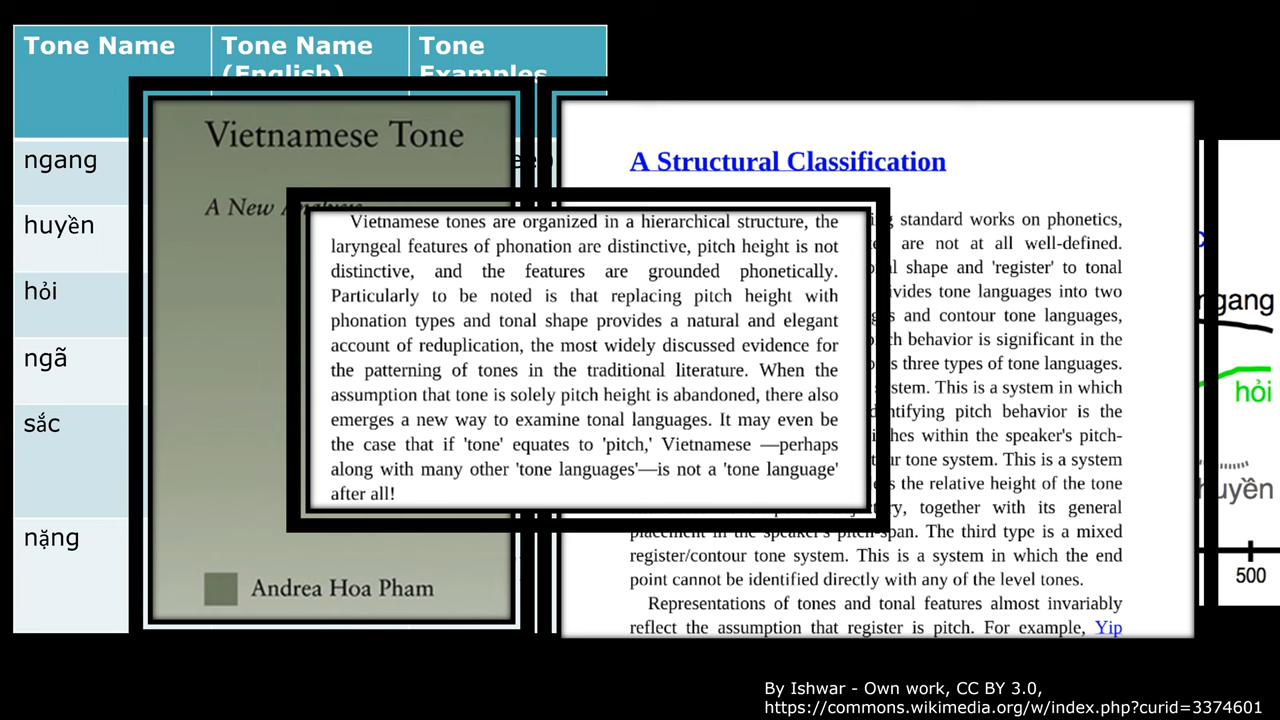 Tone Name
Tone Name
(English)
Tone
Examples
ngang
huyền
hỏi
ngã
sắc
nặng
Vietnamese Tone
A New Analysis
Andrea Hoa Pham
Vietnamese tones are organized in a hierarchical structure, the
laryngeal features of phonation are distinctive, pitch height is not
distinctive, and the features are grounded phonetically.
Particularly to be noted is that replacing pitch height with
phonation types and tonal shape provides a natural and elegant
account of reduplication, the most widely discussed evidence for
the patterning of tones in the traditional literature. When the
assumption that tone is solely pitch height is abandoned, there also
emerges a new way to examine tonal languages. It may even be
the case that if 'tone' equates to 'pitch,' Vietnamese —perhaps
along with many other 'tone languages'—is not a 'tone language'
after all!
A Structural Classification
standard works on phonetics,
are not at all well-defined.
shape and 'register' to tonal
divides tone languages into two
and contour tone languages,
behavior is significant in the
three types of tone languages.
system. This is a system in which
identifying pitch behavior is the
within the speaker's pitch-
tone system. This is a system
the relative height of the tone
together with its general
placement in the speaker's pitch-span. The third type is a mixed
register/contour tone system. This is a system in which the end
point cannot be identified directly with any of the level tones.
Representations of tones and tonal features almost invariably
reflect the assumption that register is pitch. For example, Yip
ngang
hỏi
huyền
500
By Ishwar - Own work, CC BY 3.0,
https://commons.wikimedia.org/w/index.php?curid=3374601